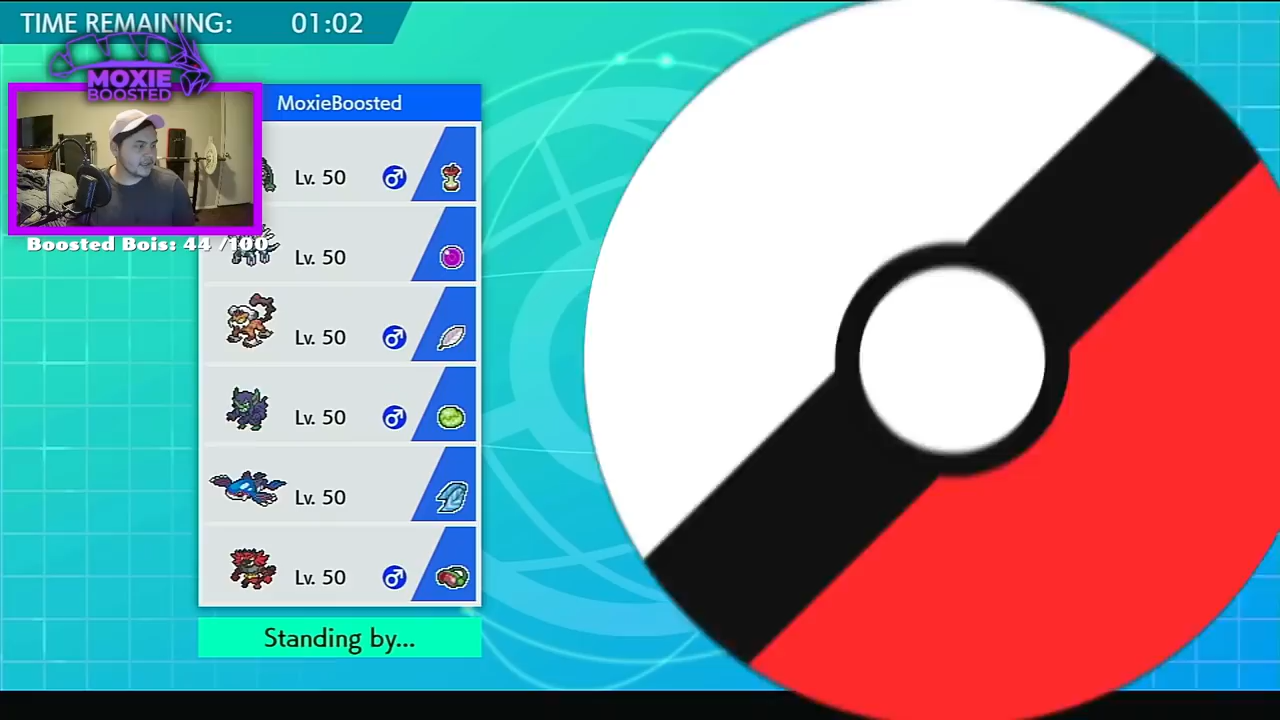 TIME REMAINING: 01:02
MOXIE
BOOSTED
MoxieBoosted
Lv. 50
Boosted Bois: 44 /100
Lv. 50
Lv. 50
Lv. 50
Lv. 50
Lv. 50
Standing by...